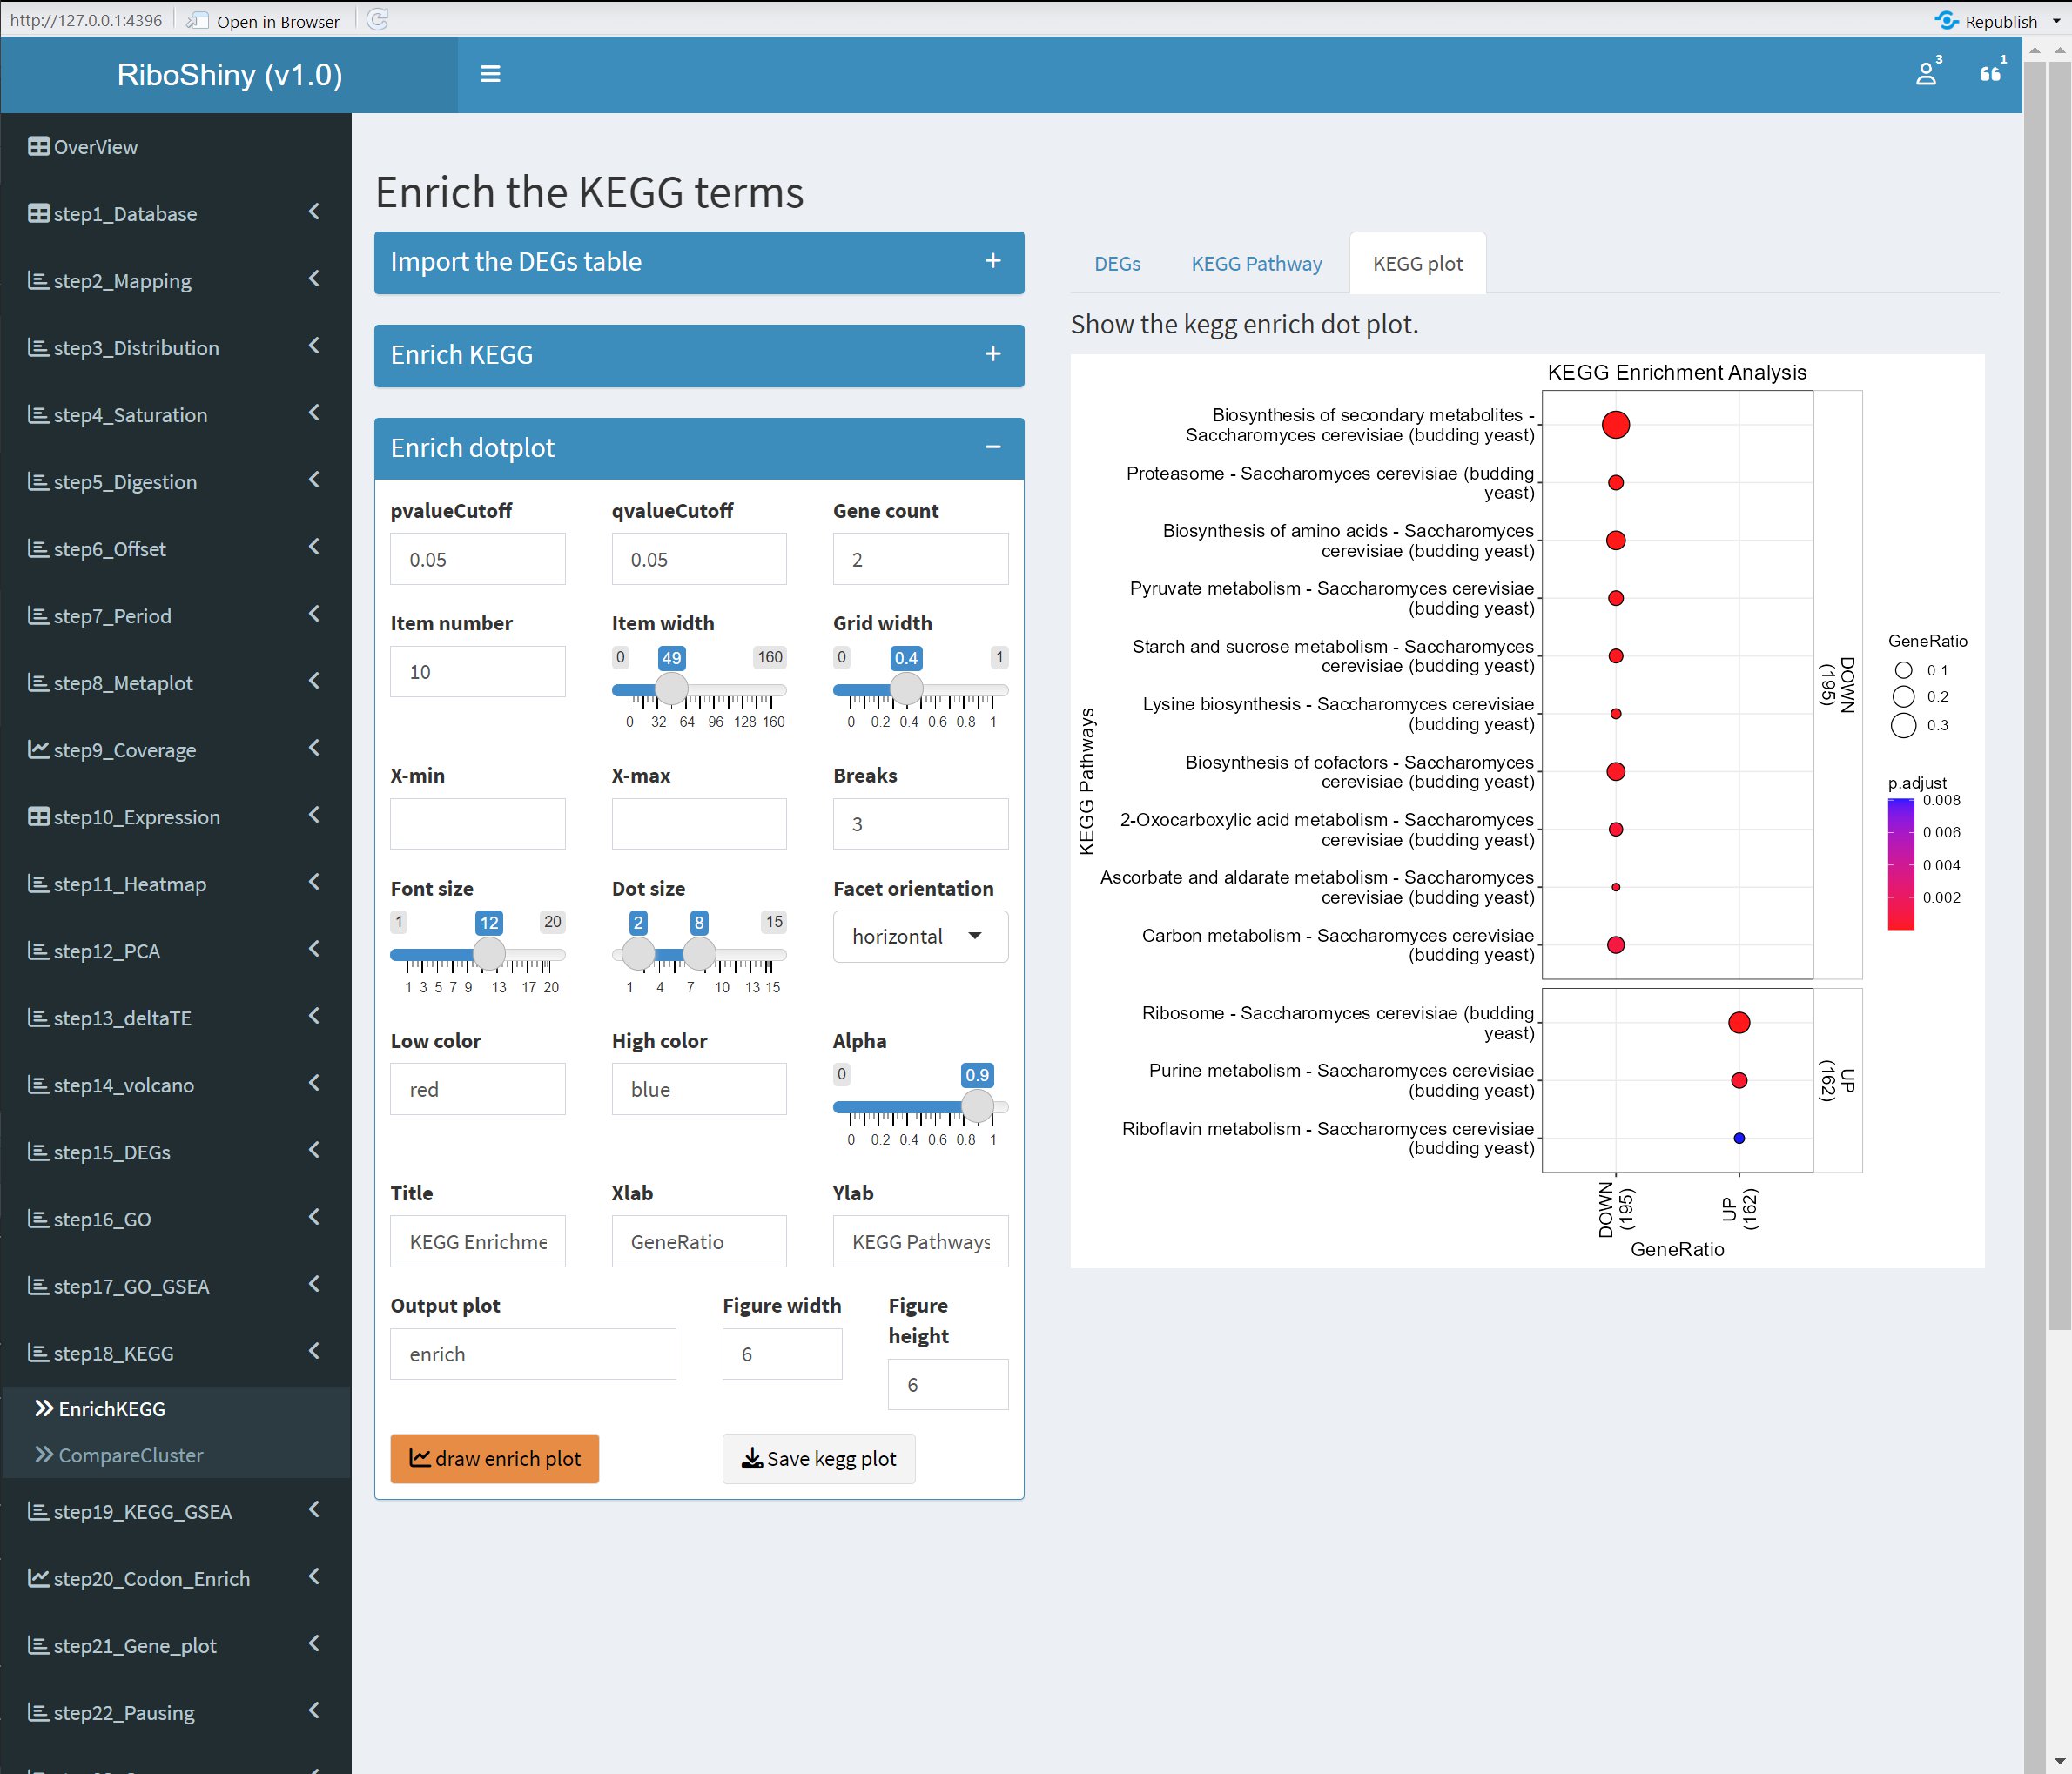 http://127.0.0.1:4396
Open in Browser
Republish
RiboShiny (v1.0)
3
1
OverView
step1_Database
step2_Mapping
step3_Distribution
step4_Saturation
step5_Digestion
step6_Offset
step7_Period
step8_Metaplot
step9_Coverage
step10_Expression
step11_Heatmap
step12_PCA
step13_deltaTE
step14_volcano
step15_DEGs
step16_GO
step17_GO_GSEA
step18_KEGG
EnrichKEGG
CompareCluster
step19_KEGG_GSEA
step20_Codon_Enrich
step21_Gene_plot
step22_Pausing
Enrich the KEGG terms
Import the DEGs table
Enrich KEGG
Enrich dotplot
pvalueCutoff qvalueCutoff Gene count
0.05 0.05 2
Item number Item width Grid width
10
0 49 160
0 32 64 96 128 160
0 0.4 1
0 0.2 0.4 0.6 0.8 1
X-min X-max Breaks
3
Font size Dot size Facet orientation
1 12 20
1 3 5 7 9 13 17 20
2 8 15
1 4 7 10 13 15
horizontal
Low color High color Alpha
red blue
0 0.9
0 0.2 0.4 0.6 0.8 1
Title Xlab Ylab
KEGG Enrichme GeneRatio KEGG Pathways
Output plot Figure width Figure
height
enrich 6 6
draw enrich plot Save kegg plot
DEGs KEGG Pathway KEGG plot
Show the kegg enrich dot plot.
KEGG Enrichment Analysis
KEGG Pathways
Biosynthesis of secondary metabolites -
Saccharomyces cerevisiae (budding yeast)
Proteasome - Saccharomyces cerevisiae (budding
yeast)
Biosynthesis of amino acids - Saccharomyces
cerevisiae (budding yeast)
Pyruvate metabolism - Saccharomyces cerevisiae
(budding yeast)
Starch and sucrose metabolism - Saccharomyces
cerevisiae (budding yeast)
Lysine biosynthesis - Saccharomyces cerevisiae
(budding yeast)
Biosynthesis of cofactors - Saccharomyces
cerevisiae (budding yeast)
2-Oxocarboxylic acid metabolism - Saccharomyces
cerevisiae (budding yeast)
Ascorbate and aldarate metabolism - Saccharomyces
cerevisiae (budding yeast)
Carbon metabolism - Saccharomyces cerevisiae
(budding yeast)
Ribosome - Saccharomyces cerevisiae (budding
yeast)
Purine metabolism - Saccharomyces cerevisiae
(budding yeast)
Riboflavin metabolism - Saccharomyces cerevisiae
(budding yeast)
DOWN
(195)
UP
(162)
DOWN
(195)
UP
(162)
GeneRatio
GeneRatio
0.1
0.2
0.3
p.adjust
0.008
0.006
0.004
0.002